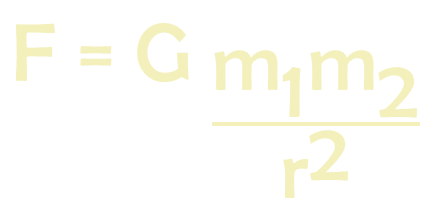 F = G m₁m₂
r²